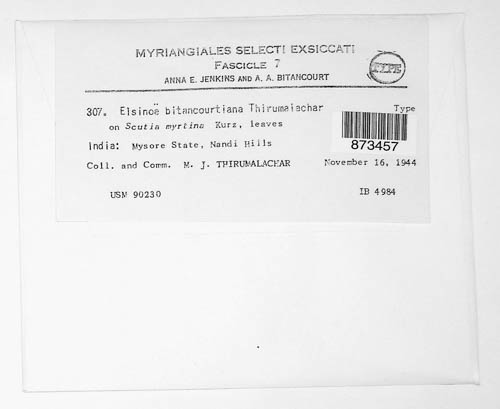 MYRIANGIALES SELECTI EXSICCATI
FASCICLE 7
ANNA E. JENKINS AND A. A. BITANCOURT
TYPE
307. Elsinoë bitancourtiana Thirumalachar Type
on Scutia myrtina Kurz, leaves
India: Mysore State, Nandi Hills
873457
Coll. and Comm. M. J. THIRUMALACHAR November 16, 1944
USM 90230 IB 4984